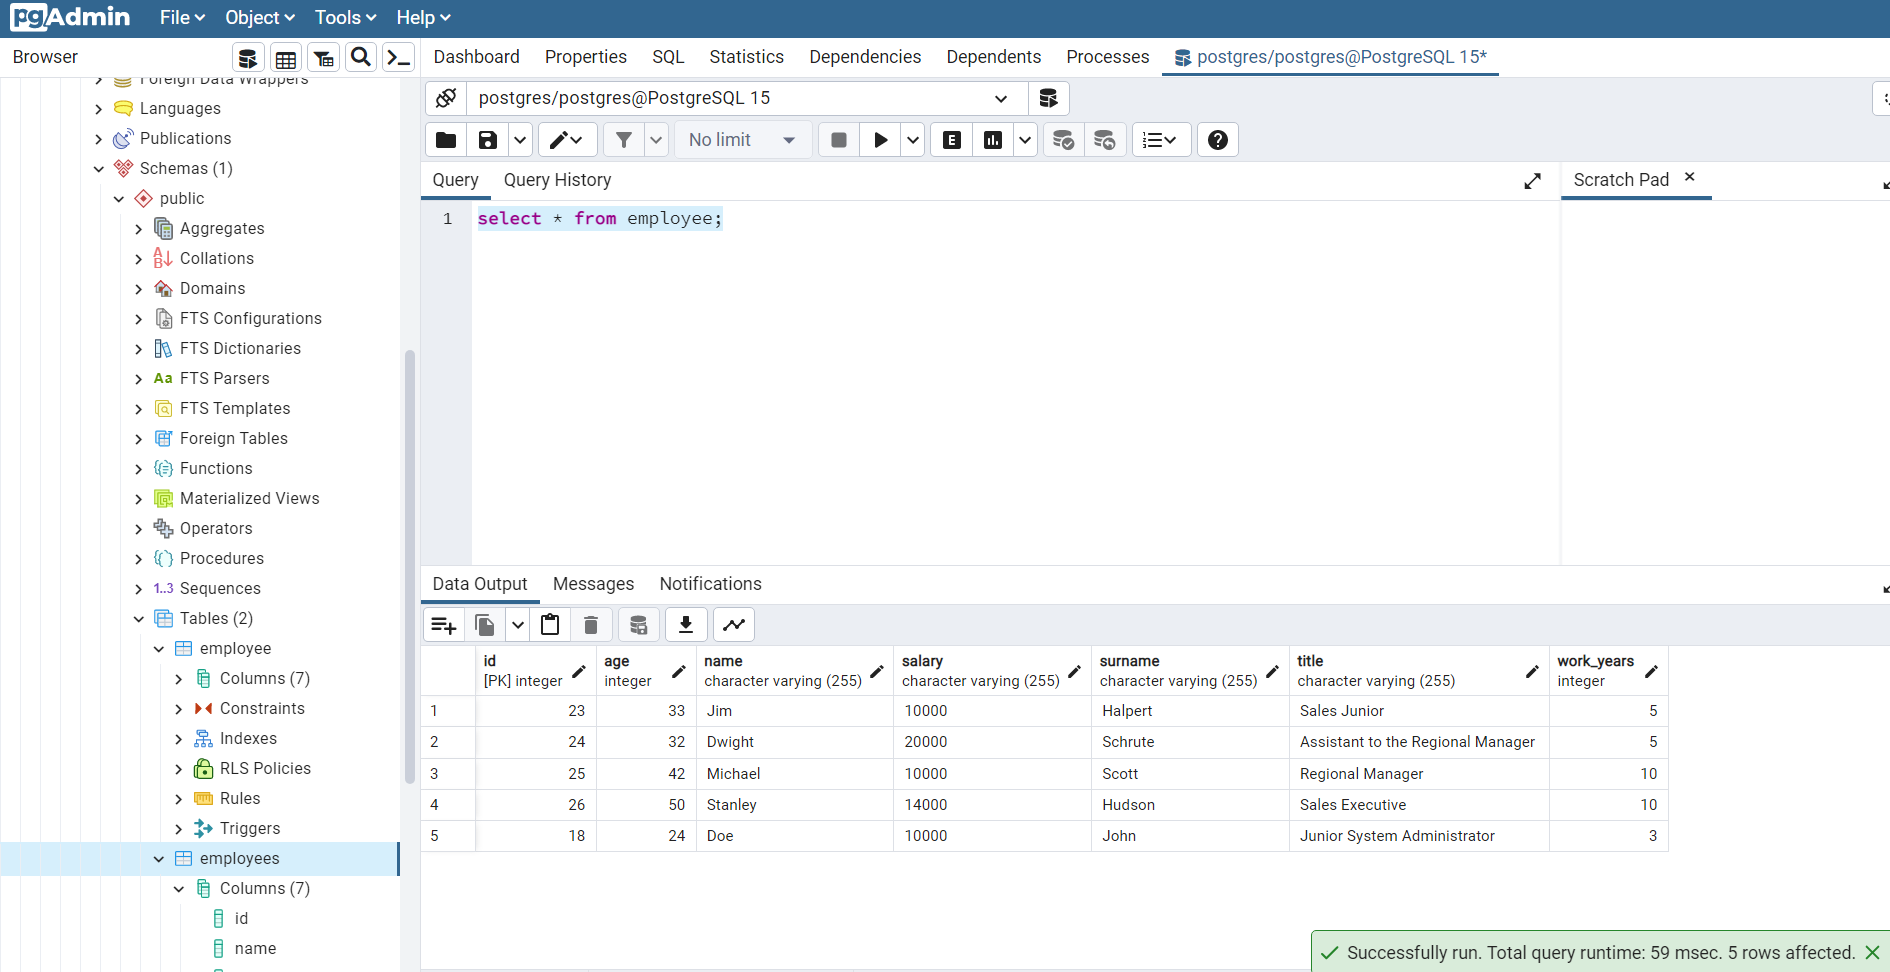 pgAdmin File Object Tools Help
Browser
Dashboard Properties SQL Statistics Dependencies Dependents Processes postgres/postgres@PostgreSQL 15*
postgres/postgres@PostgreSQL 15
No limit
E
Query Query History
Scratch Pad
1 select * from employee;
Foreign Data Wrappers
Languages
Publications
Schemas (1)
public
Aggregates
Collations
Domains
FTS Configurations
FTS Dictionaries
Aa FTS Parsers
FTS Templates
Foreign Tables
Functions
Materialized Views
Operators
Procedures
1..3 Sequences
Tables (2)
employee
Columns (7)
Constraints
Indexes
RLS Policies
Rules
Triggers
employees
Columns (7)
id
name
Data Output Messages Notifications
id age name salary surname title work_years
[PK] integer integer character varying (255) character varying (255) character varying (255) character varying (255) integer
1 23 33 Jim 10000 Halpert Sales Junior 5
2 24 32 Dwight 20000 Schrute Assistant to the Regional Manager 5
3 25 42 Michael 10000 Scott Regional Manager 10
4 26 50 Stanley 14000 Hudson Sales Executive 10
5 18 24 Doe 10000 John Junior System Administrator 3
Successfully run. Total query runtime: 59 msec. 5 rows affected.